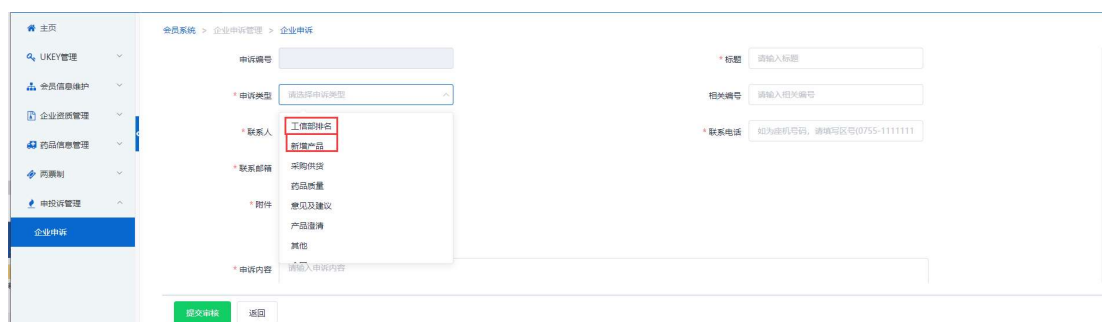 主页
UKEY管理
会员信息维护
企业资质管理
药品信息管理
两票制
申投诉管理
企业申诉
会员系统 > 企业申诉管理 > 企业申诉
申诉编号
* 标题 请输入标题
* 申诉类型 请选择申诉类型
相关编号 请输入相关编号
* 联系人
* 联系电话 如为座机号码，请填写区号(0755-1111111
* 联系邮箱
* 附件
工信部排名
新增产品
采购供货
药品质量
意见及建议
产品澄清
其他
* 申诉内容 请输入申诉内容
提交审核 返回